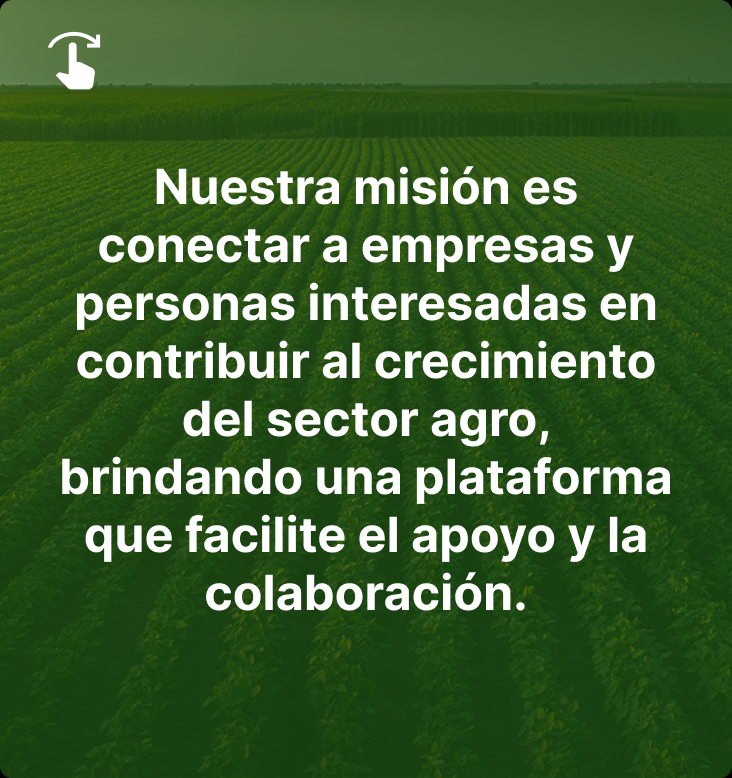 Nuestra misión es
conectar a empresas y
personas interesadas en
contribuir al crecimiento
del sector agro,
brindando una plataforma
que facilite el apoyo y la
colaboración.